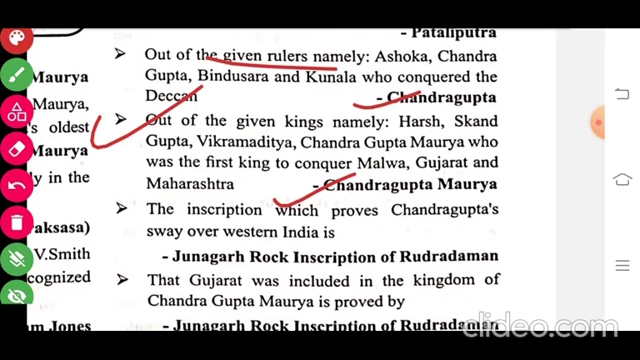 - Pataliputra
Maurya
Maurya,
's oldest
Maurya
ly in the
aksasa)
V.Smith
cognized
am Jones
➢ Out of the given rulers namely: Ashoka, Chandra
Gupta, Bindusara and Kunala who conquered the
Deccan - Chandragupta
➢ Out of the given kings namely: Harsh, Skand
Gupta, Vikramaditya, Chandra Gupta Maurya who
was the first king to conquer Malwa, Gujarat and
Maharashtra - Chandragupta Maurya
➢ The inscription which proves Chandragupta's
sway over western India is
- Junagarh Rock Inscription of Rudradaman
➢ That Gujarat was included in the kingdom of
Chandra Gupta Maurya is proved by
- Junagarh Rock Inscription of Rudradaman
Recorded with
clideo.com